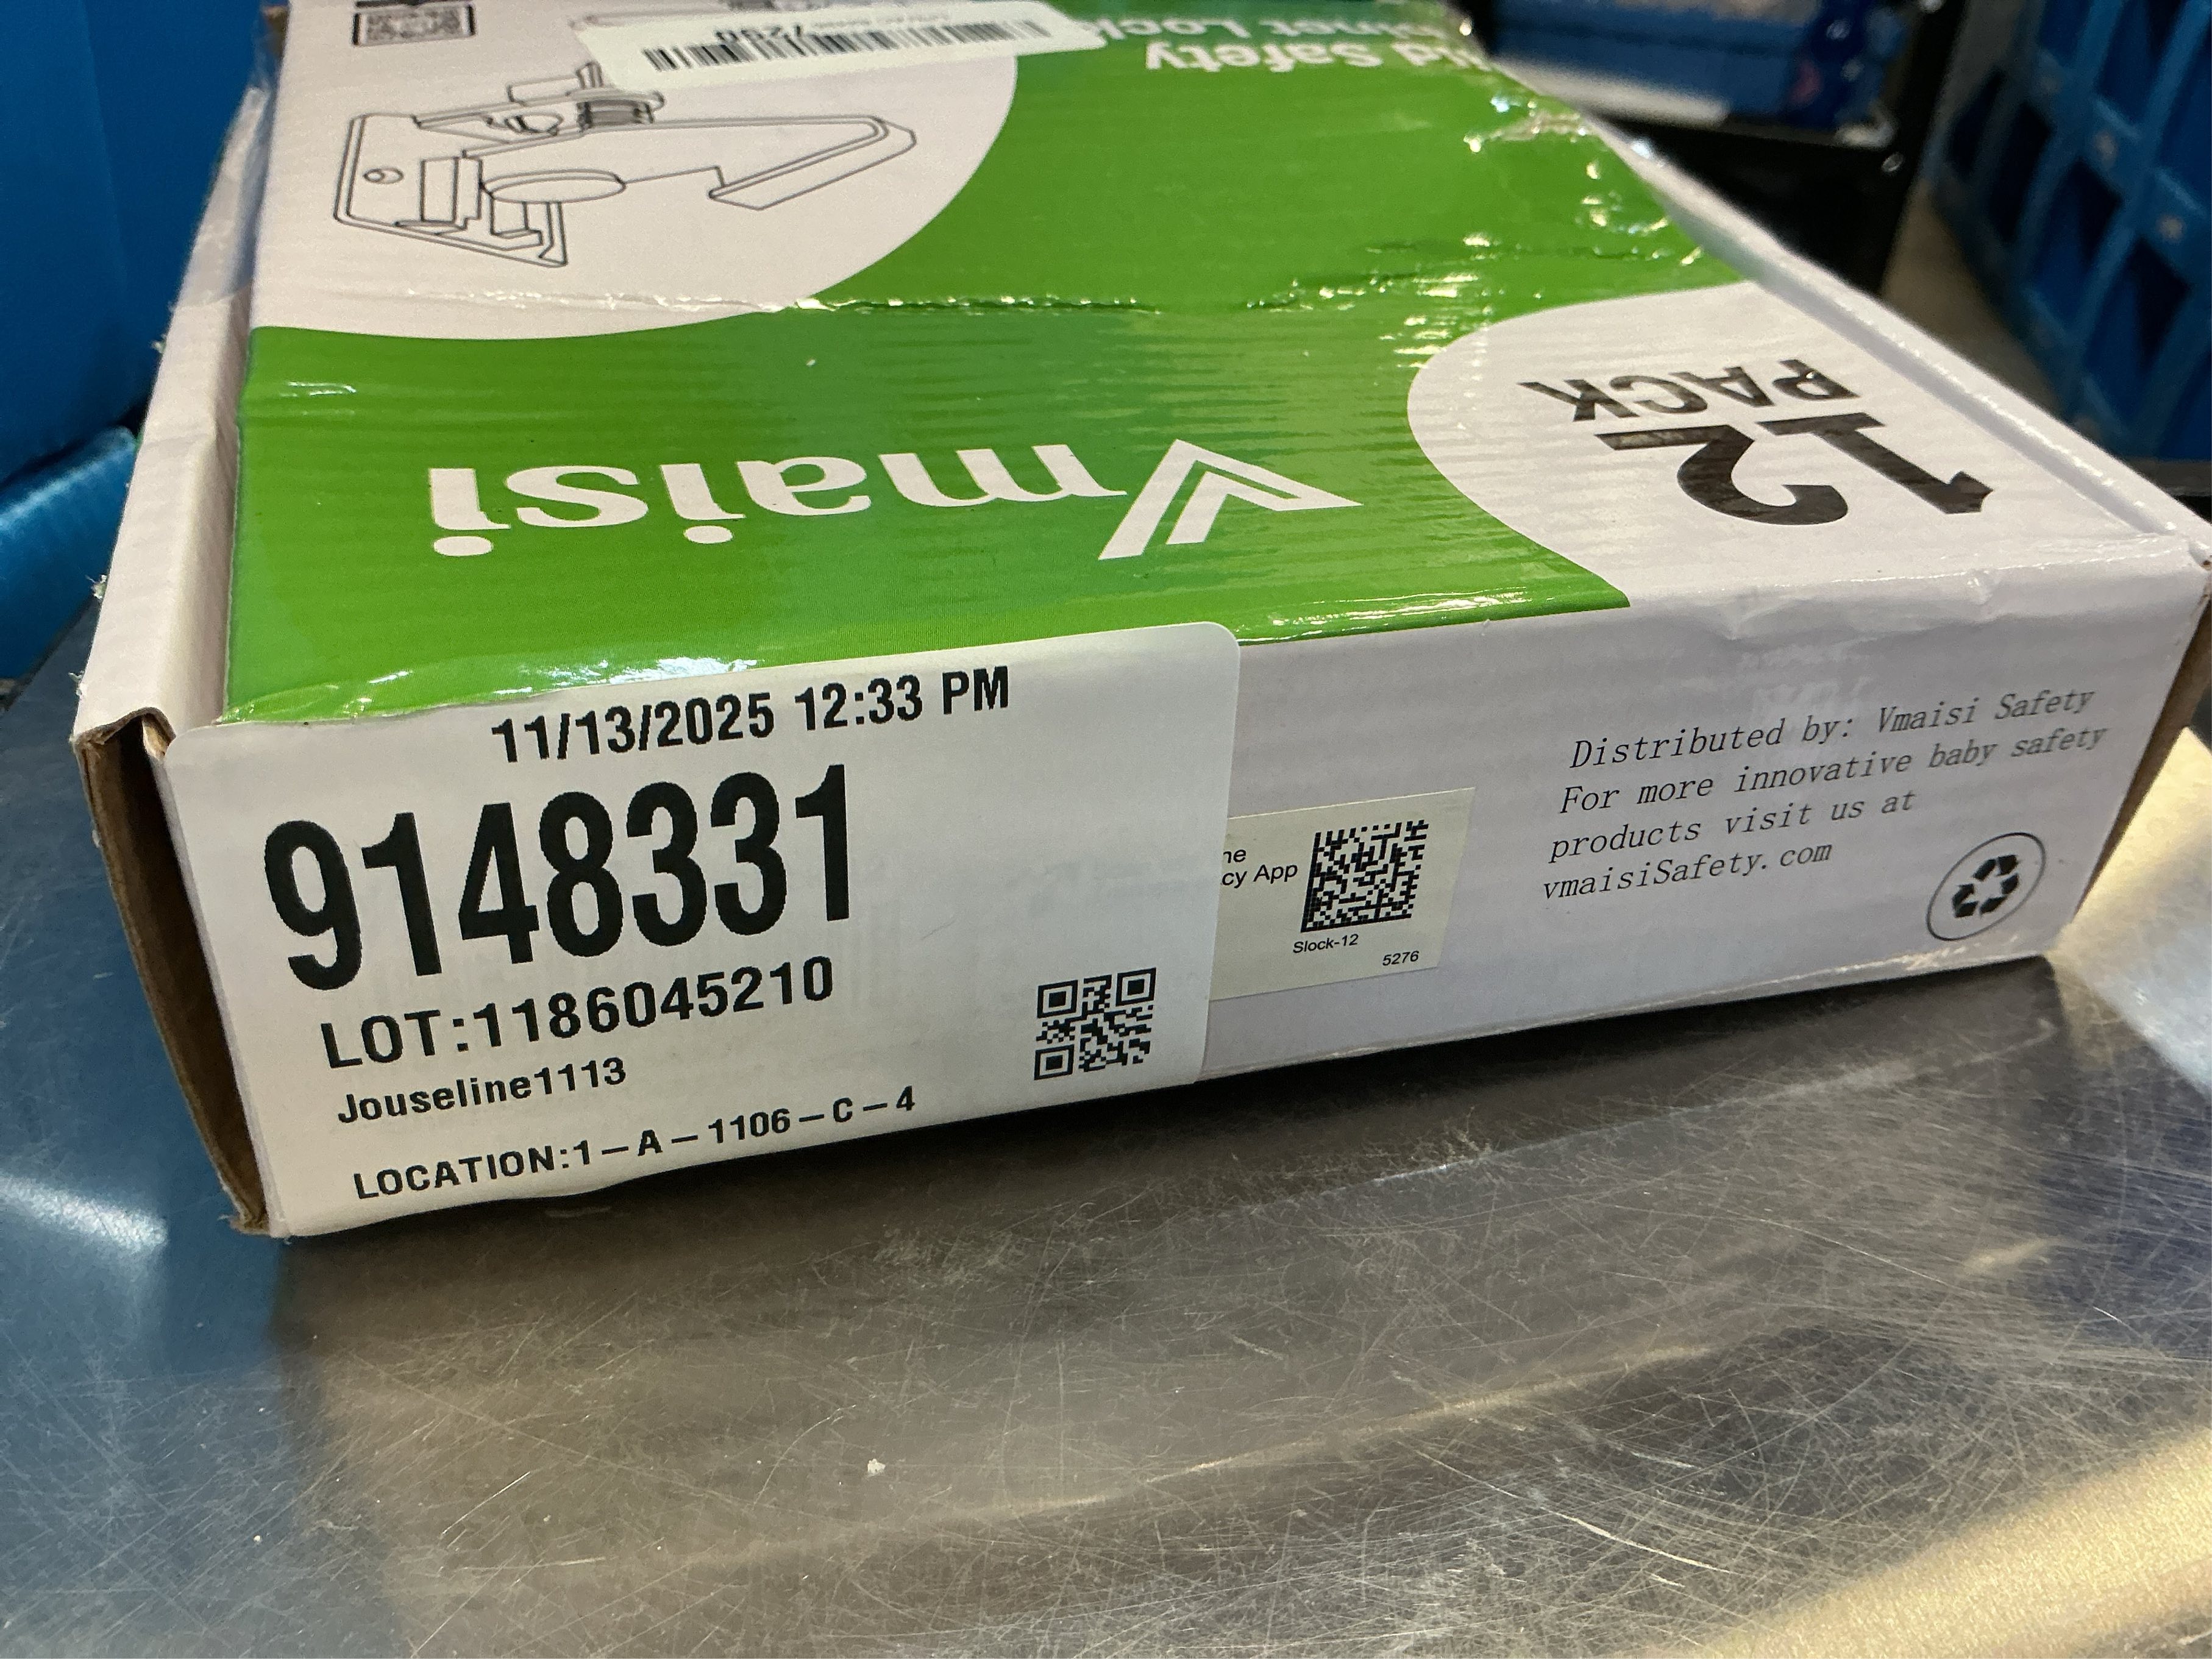 Safety
Vmaisi
12
PACK
11/13/2025 12:33 PM
9148331
LOT:1186045210
Jouseline1113
LOCATION:1-A-1106-C-4
App
Slock-12
5276
Distributed by: Vmaisi Safety
For more innovative baby safety
products visit us at
vmaisiSafety.com